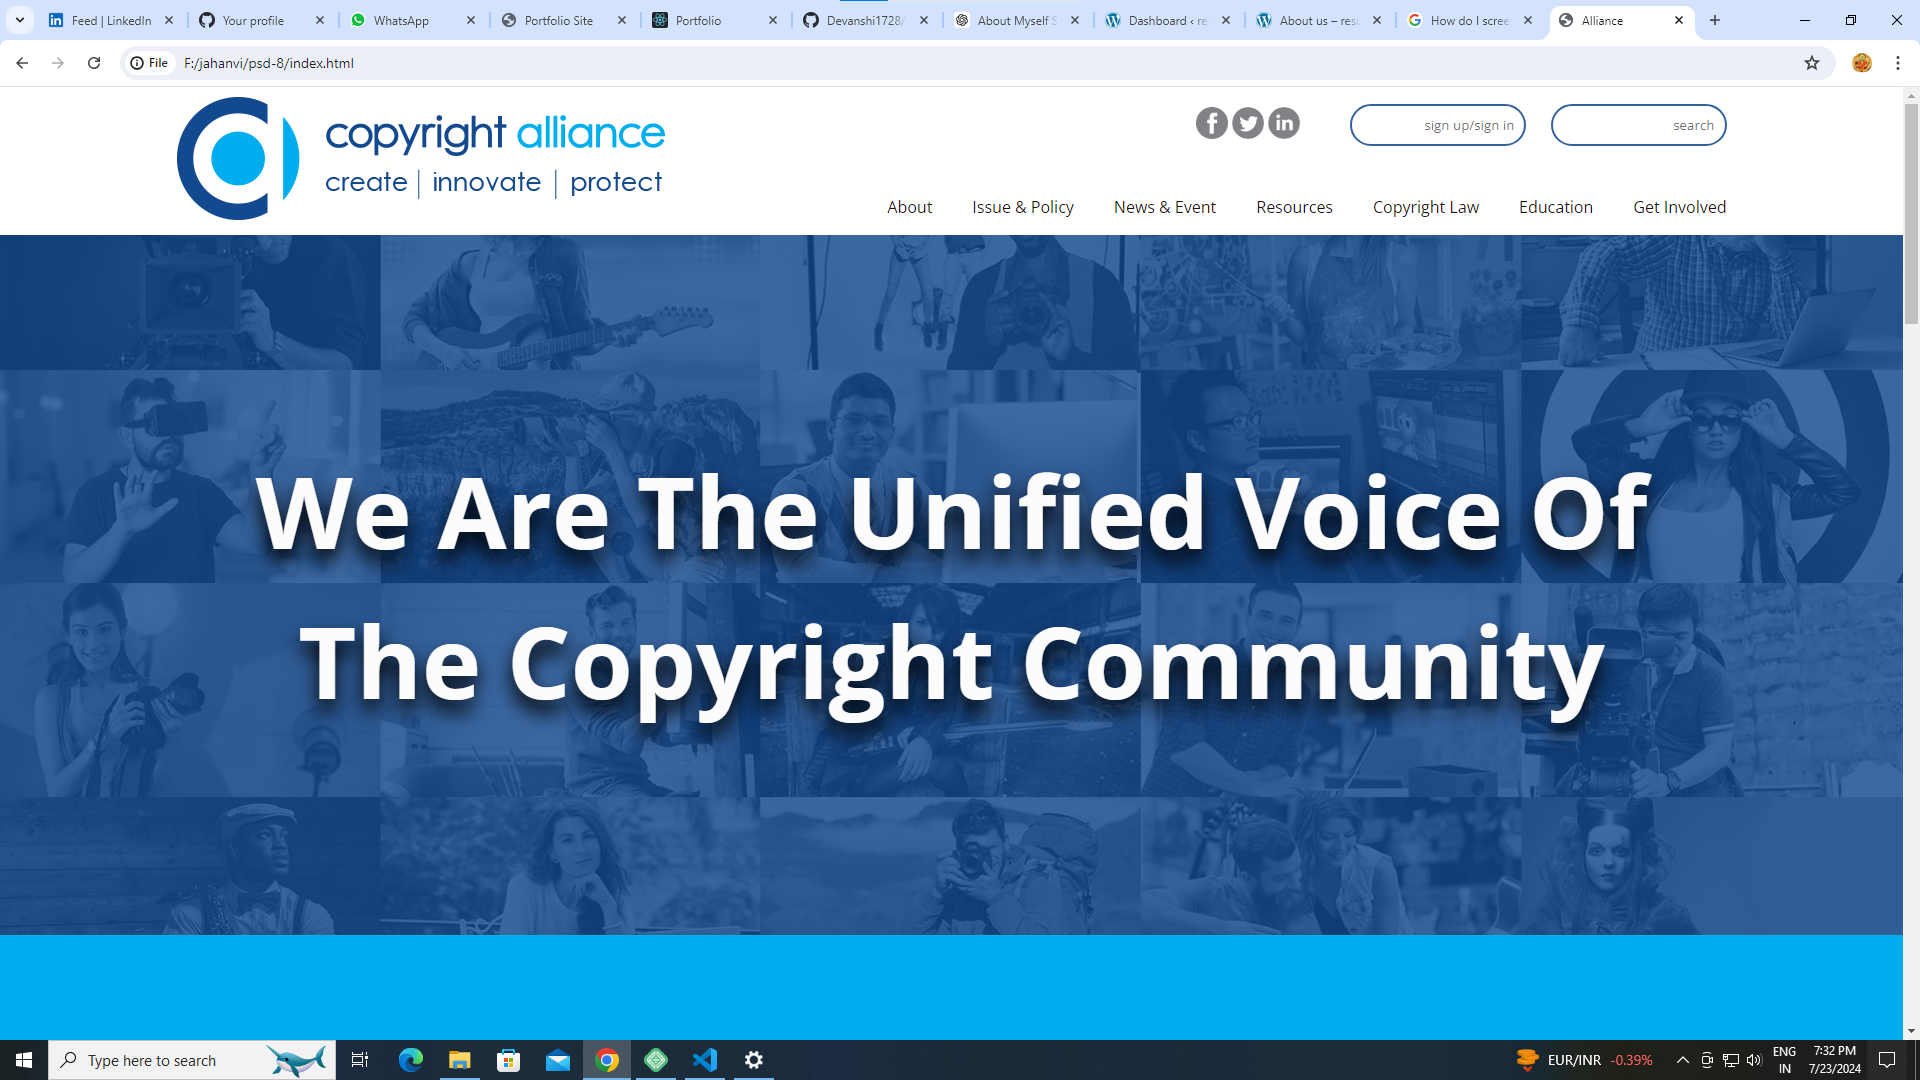 Feed | LinkedIn
Your profile
WhatsApp
Portfolio Site
Portfolio
Devanshi1728/
About Myself S
Dashboard ‹ re
About us – resu
How do I scree
Alliance
File
F:/jahanvi/psd-8/index.html
copyright alliance
create | innovate | protect
sign up/sign in
search
About
Issue & Policy
News & Event
Resources
Copyright Law
Education
Get Involved
We Are The Unified Voice Of
The Copyright Community
Type here to search
EUR/INR -0.39%
ENG
IN
7:32 PM
7/23/2024